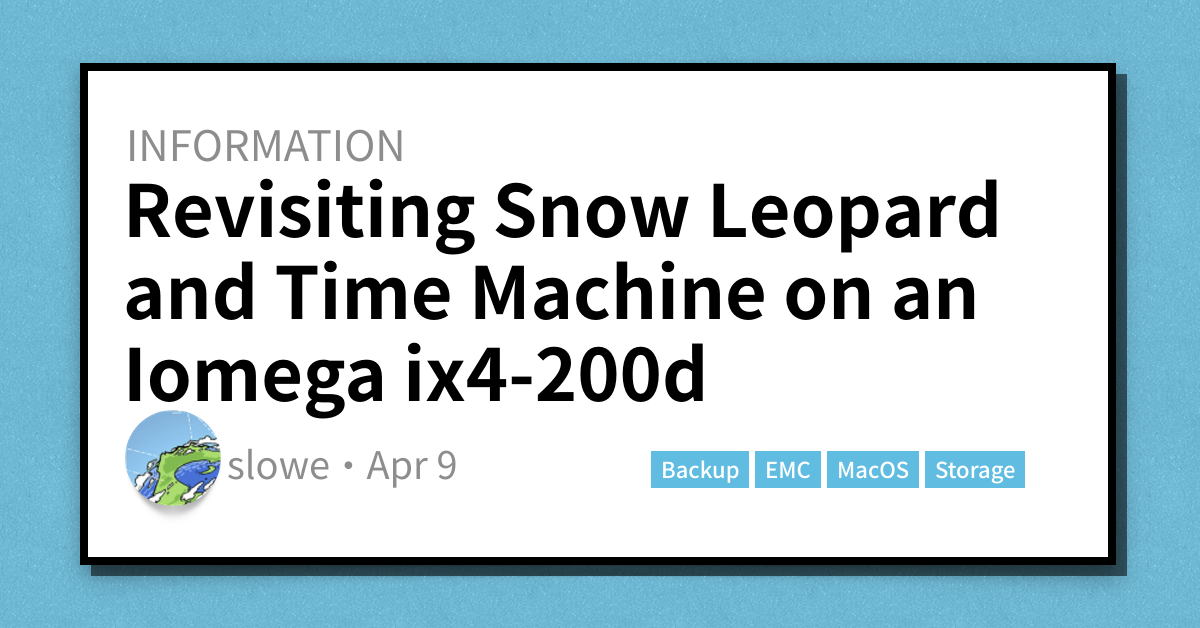 INFORMATION
Revisiting Snow Leopard
and Time Machine on an
Iomega ix4-200d
slowe • Apr 9
Backup EMC MacOS Storage